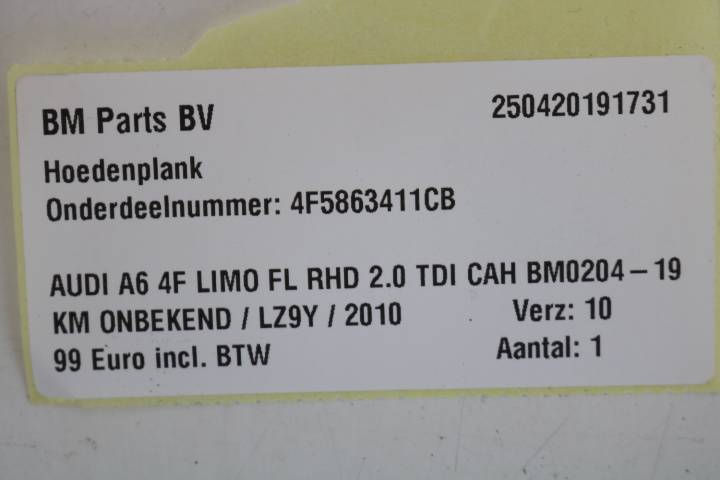 BM Parts BV 250420191731
Hoedenplank
Onderdeelnummer: 4F5863411CB
AUDI A6 4F LIMO FL RHD 2.0 TDI CAH BM0204-19
KM ONBEKEND / LZ9Y / 2010 Verz: 10
99 Euro incl. BTW Aantal: 1